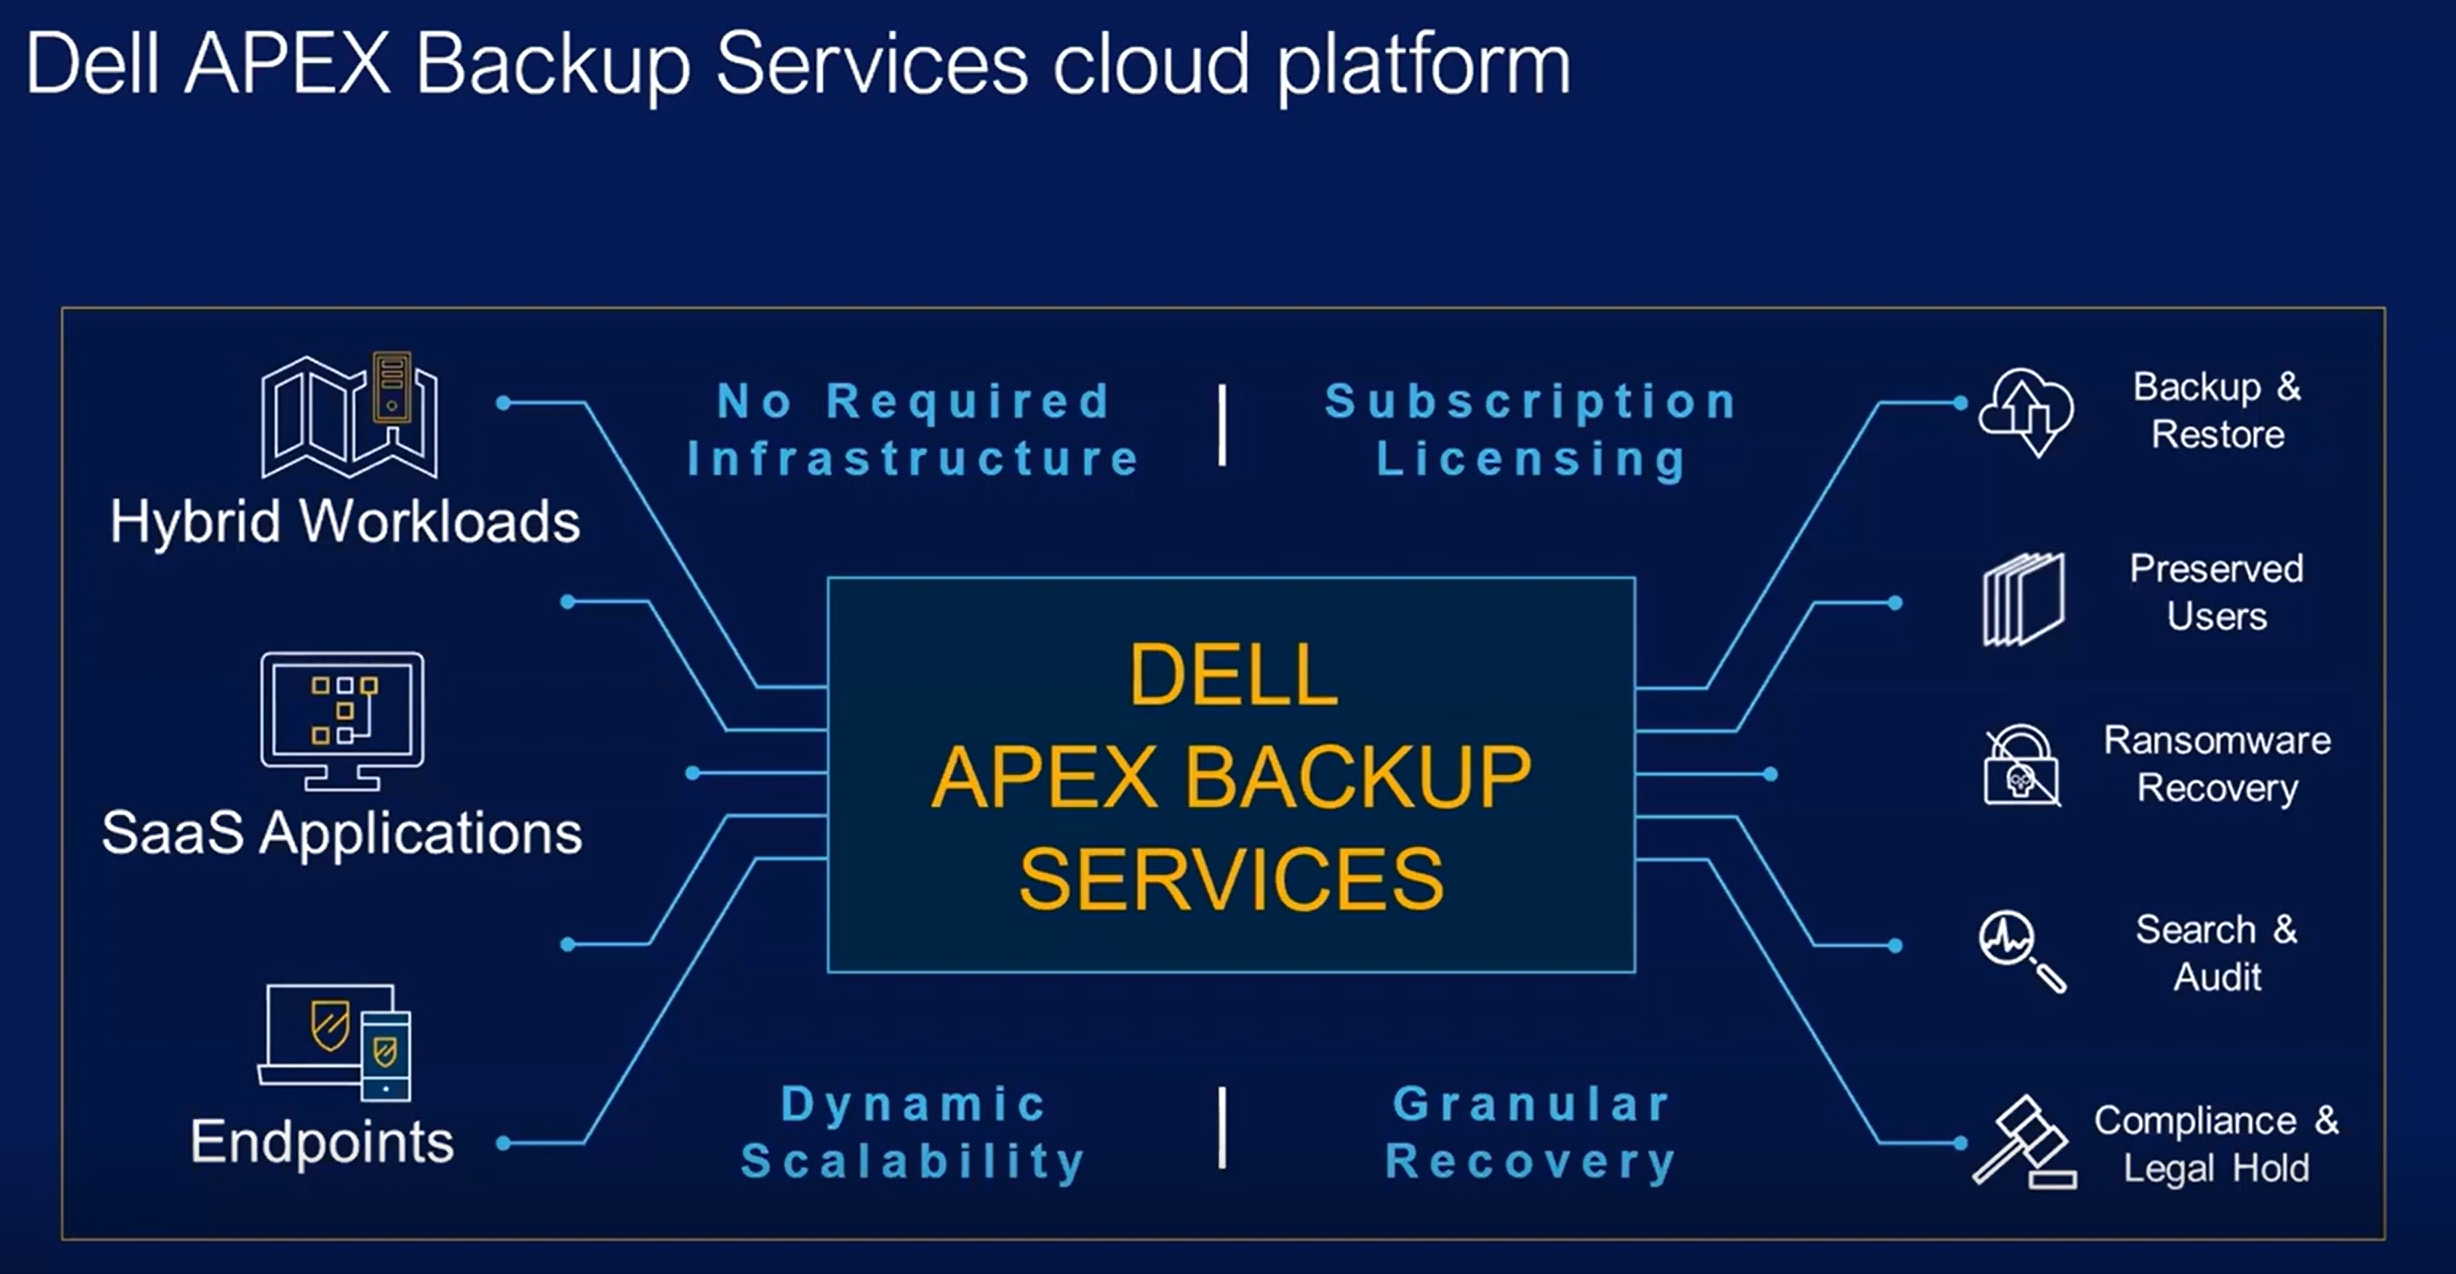 Dell APEX Backup Services cloud platform
Hybrid Workloads
SaaS Applications
Endpoints
No Required
Infrastructure
Subscription
Licensing
DELL
APEX BACKUP
SERVICES
Dynamic
Scalability
Granular
Recovery
Backup &
Restore
Preserved
Users
Ransomware
Recovery
Search &
Audit
Compliance &
Legal Hold